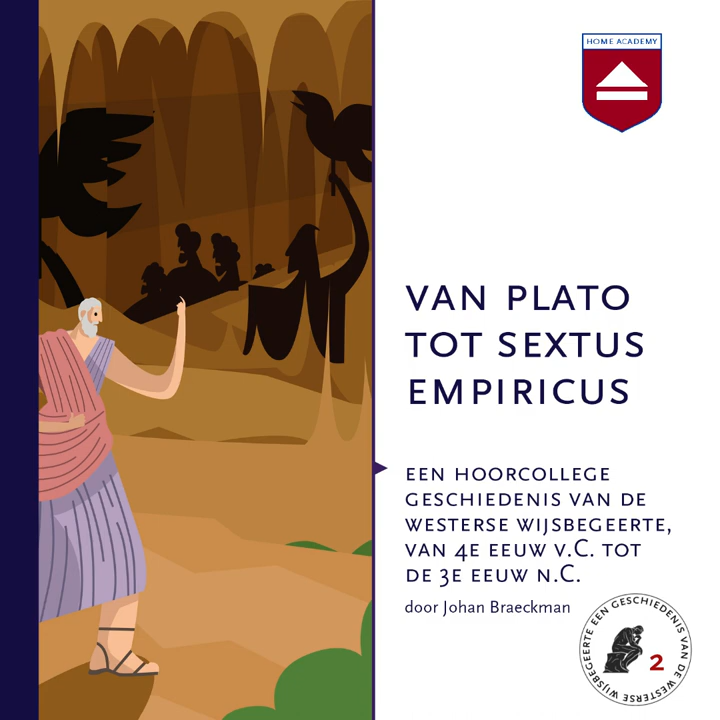 HOME ACADEMY
VAN PLATO
TOT SEXTUS
EMPIRICUS
EEN HOORCOLLEGE
GESCHIEDENIS VAN DE
WESTERSE WIJSBEGEERTE,
VAN 4E EEUW V.C. TOT
DE 3E EEUW N.C.
door Johan Braeckman
EEN GESCHIEDENIS VAN DE WESTERSE WIJSBEGEERTE
2